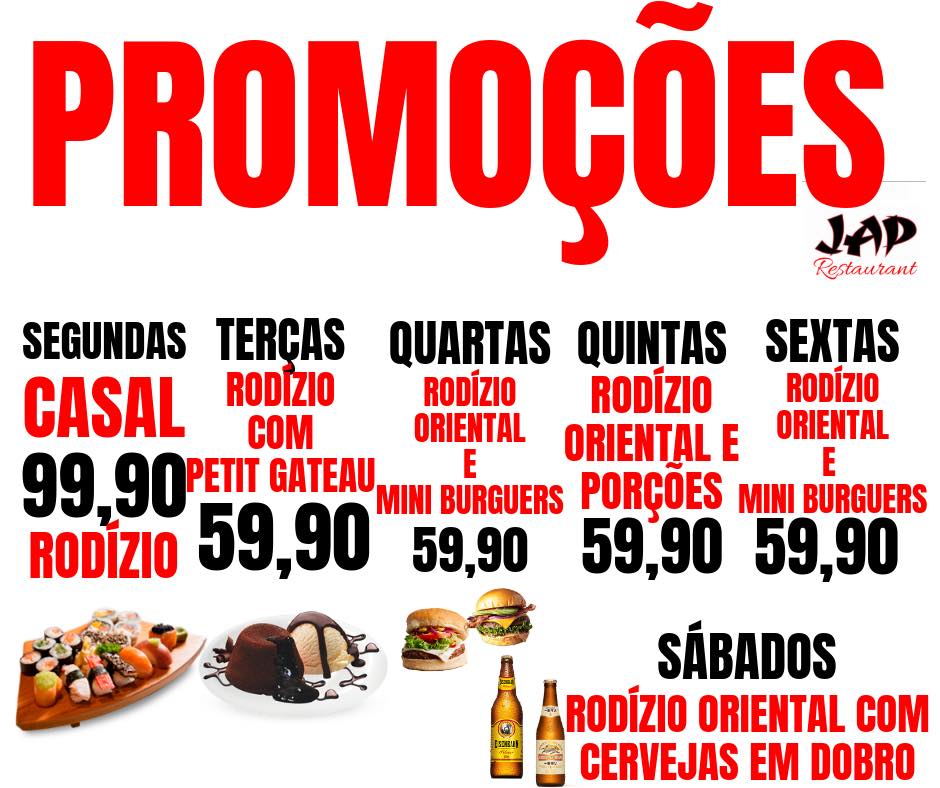 PROMOÇÕES
JAP
Restaurant
SEGUNDAS
CASAL
99,90
RODÍZIO
TERÇAS
RODÍZIO
COM
PETIT GATEAU
59,90
QUARTAS
RODÍZIO
ORIENTAL
E
MINI BURGUERS
59,90
QUINTAS
RODÍZIO
ORIENTAL E
PORÇÕES
59,90
SEXTAS
RODÍZIO
ORIENTAL
E
MINI BURGUERS
59,90
EISENBAHN
SÁBADOS
RODÍZIO ORIENTAL COM
CERVEJAS EM DOBRO